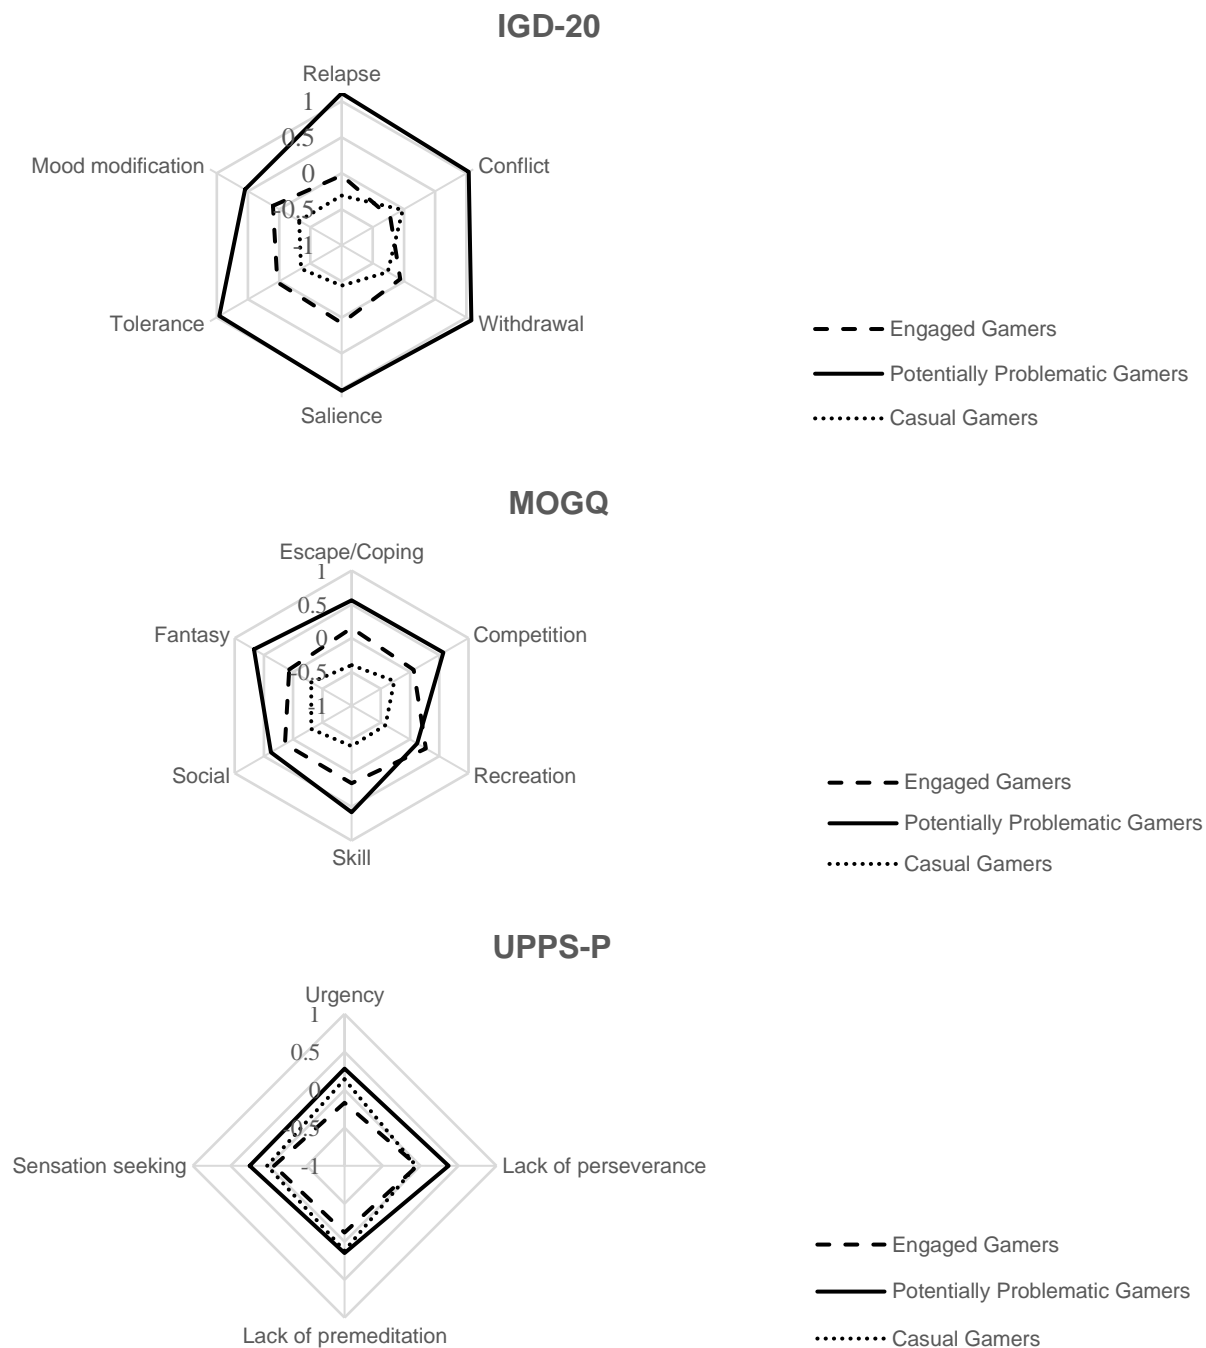 IGD-20
Relapse
1
0.5
Mood modification
0
Conflict
-0.5
-1
Tolerance
Withdrawal
Salience
Engaged Gamers
Potentially Problematic Gamers
Casual Gamers
MOGQ
Escape/Coping
1
0.5
Fantasy
0
Competition
-0.5
-1
Social
Recreation
Skill
Engaged Gamers
Potentially Problematic Gamers
Casual Gamers
UPPS-P
Urgency
1
0.5
0
-0.5
Sensation seeking
-1
Lack of perseverance
Lack of premeditation
Engaged Gamers
Potentially Problematic Gamers
Casual Gamers